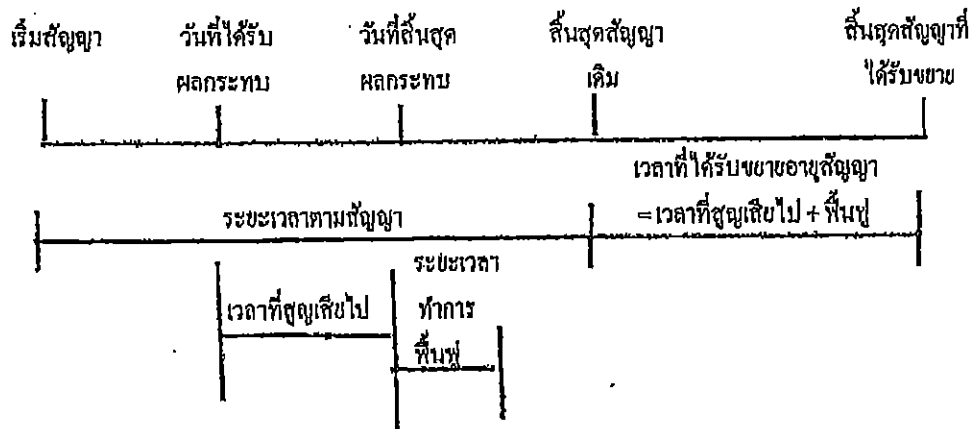 เริ่มสัญญา
วันที่ได้รับ
ผลกระทบ
วันที่สิ้นสุด
ผลกระทบ
สิ้นสุดสัญญา
เดิม
สิ้นสุดสัญญาที่
ได้รับขยาย
เวลาที่ได้รับขยายอายุสัญญา
=เวลาที่สูญเสียไป + ฟื้นฟู
ระยะเวลาตามสัญญา
เวลาที่สูญเสียไป
ระยะเวลา
ทำการ
ฟื้นฟู